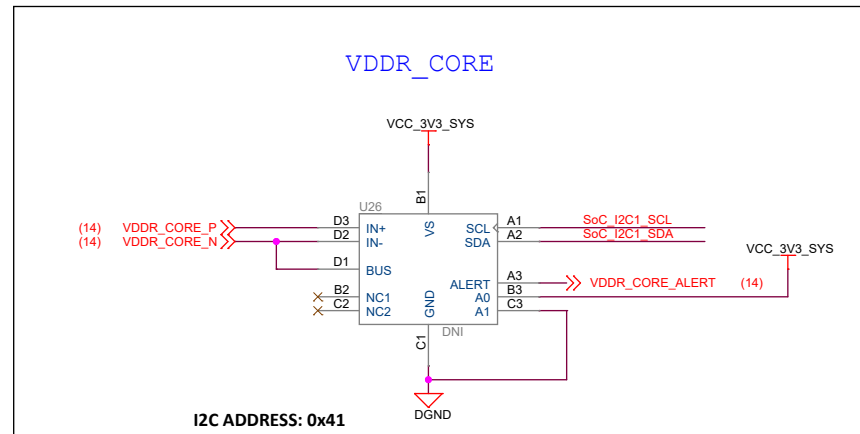 VDDR_CORE
VCC_3V3_SYS
U26
B1
VS
(14) VDDR_CORE_P D3 IN+ SCL A1 SoC_I2C1_SCL
(14) VDDR_CORE_N D2 IN- SDA A2 SoC_I2C1_SDA
VCC_3V3_SYS
D1 BUS
ALERT A3 VDDR_CORE_ALERT (14)
B2 NC1 A0 B3
C2 NC2 A1 C3
GND
DNI
C1
DGND
I2C ADDRESS: 0x41